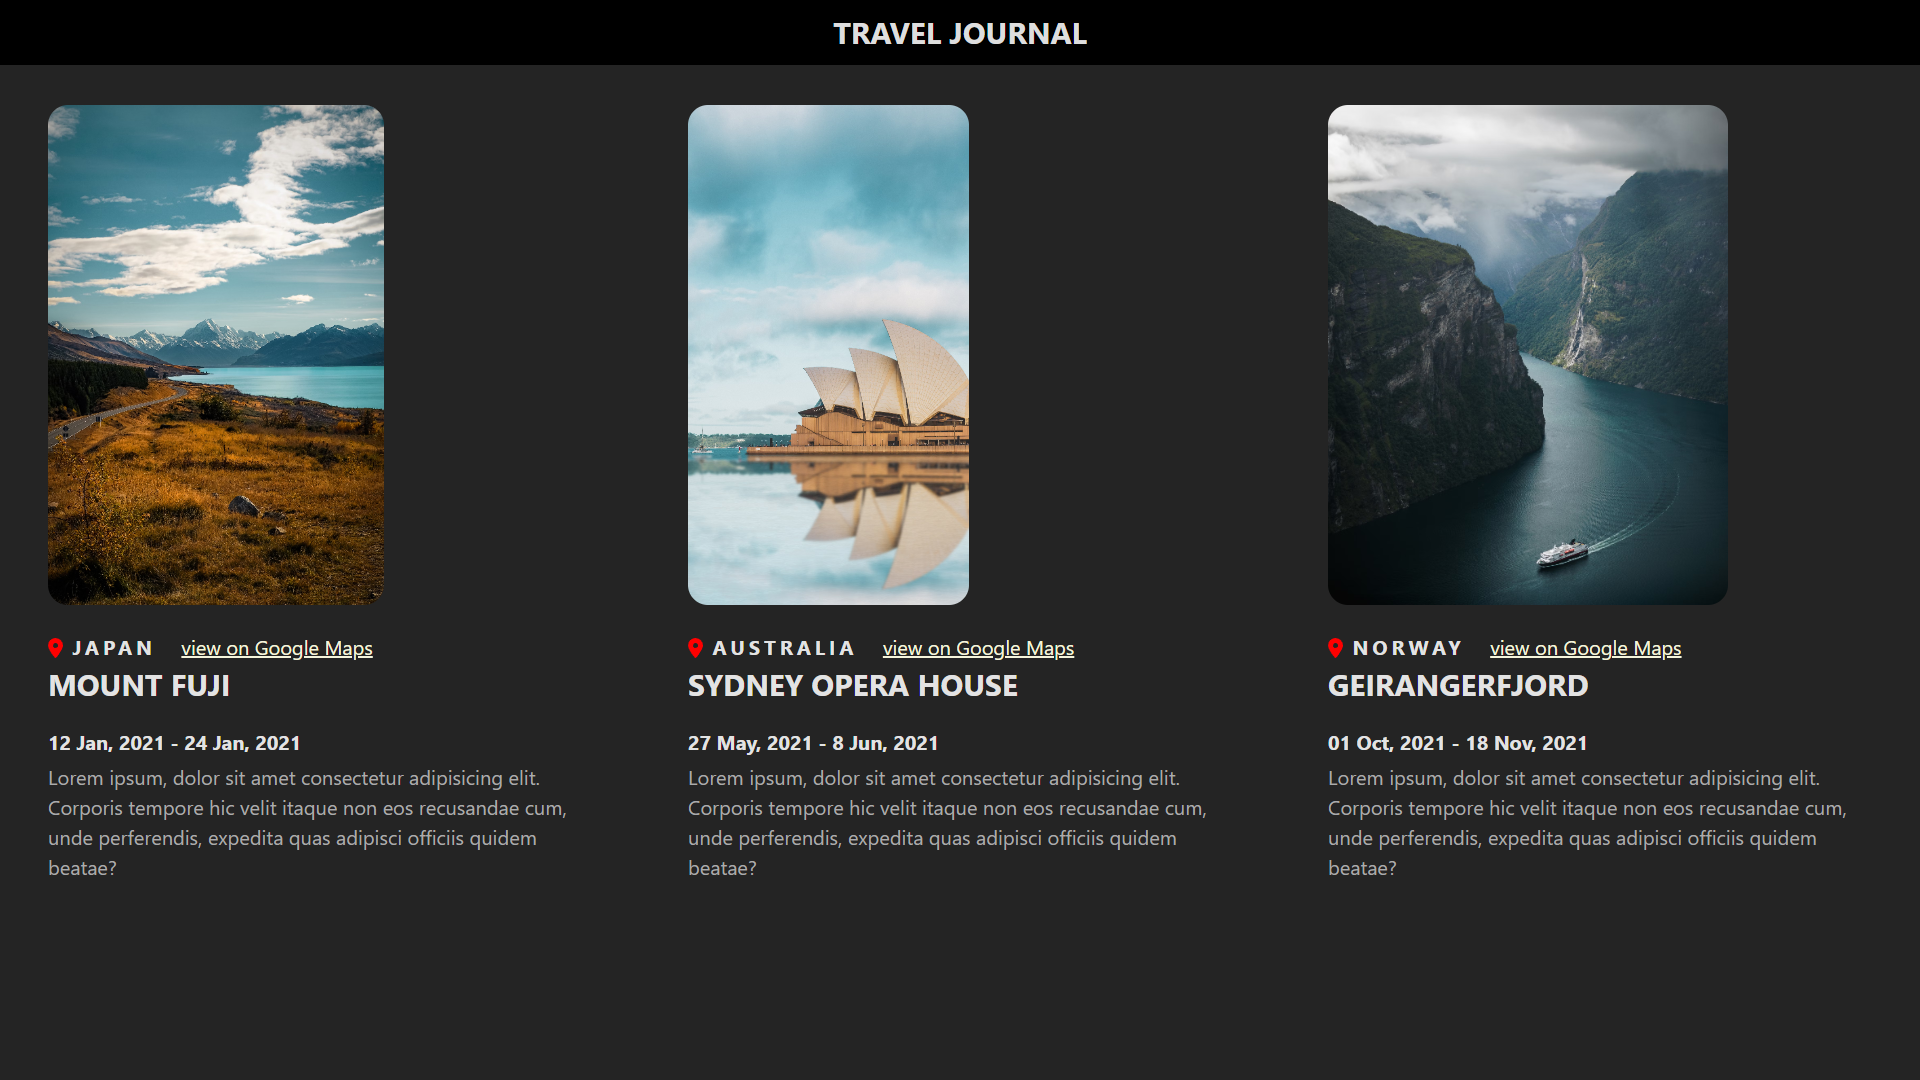 TRAVEL JOURNAL
JAPAN view on Google Maps
MOUNT FUJI
12 Jan, 2021 - 24 Jan, 2021
Lorem ipsum, dolor sit amet consectetur adipisicing elit.
Corporis tempore hic velit itaque non eos recusandae cum,
unde perferendis, expedita quas adipisci officiis quidem
beatae?
AUSTRALIA view on Google Maps
SYDNEY OPERA HOUSE
27 May, 2021 - 8 Jun, 2021
Lorem ipsum, dolor sit amet consectetur adipisicing elit.
Corporis tempore hic velit itaque non eos recusandae cum,
unde perferendis, expedita quas adipisci officiis quidem
beatae?
NORWAY view on Google Maps
GEIRANGERFJORD
01 Oct, 2021 - 18 Nov, 2021
Lorem ipsum, dolor sit amet consectetur adipisicing elit.
Corporis tempore hic velit itaque non eos recusandae cum,
unde perferendis, expedita quas adipisci officiis quidem
beatae?